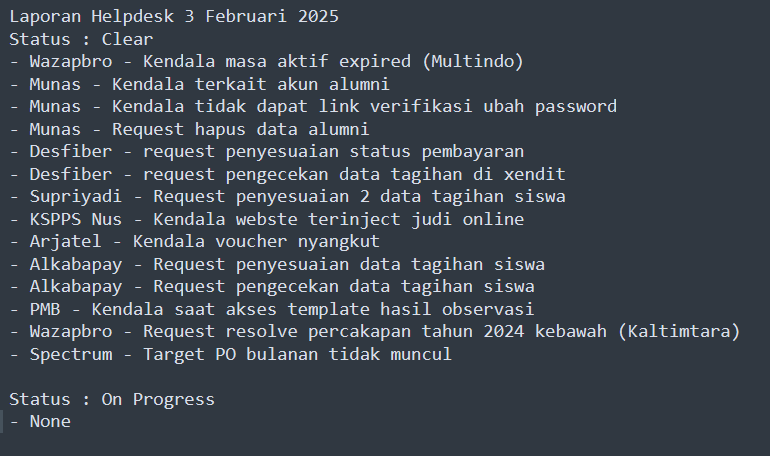 Laporan Helpdesk 3 Februari 2025
Status : Clear
- Wazapbro - Kendala masa aktif expired (Multindo)
- Munas - Kendala terkait akun alumni
- Munas - Kendala tidak dapat link verifikasi ubah password
- Munas - Request hapus data alumni
- Desfiber - request penyesuaian status pembayaran
- Desfiber - request pengecekan data tagihan di xendit
- Supriyadi - Request penyesuaian 2 data tagihan siswa
- KSPPS Nus - Kendala webste terinject judi online
- Arjatel - Kendala voucher nyangkut
- Alkabapay - Request penyesuaian data tagihan siswa
- Alkabapay - Request pengecekan data tagihan siswa
- PMB - Kendala saat akses template hasil observasi
- Wazapbro - Request resolve percakapan tahun 2024 kebawah (Kaltimtara)
- Spectrum - Target PO bulanan tidak muncul
Status : On Progress
- None